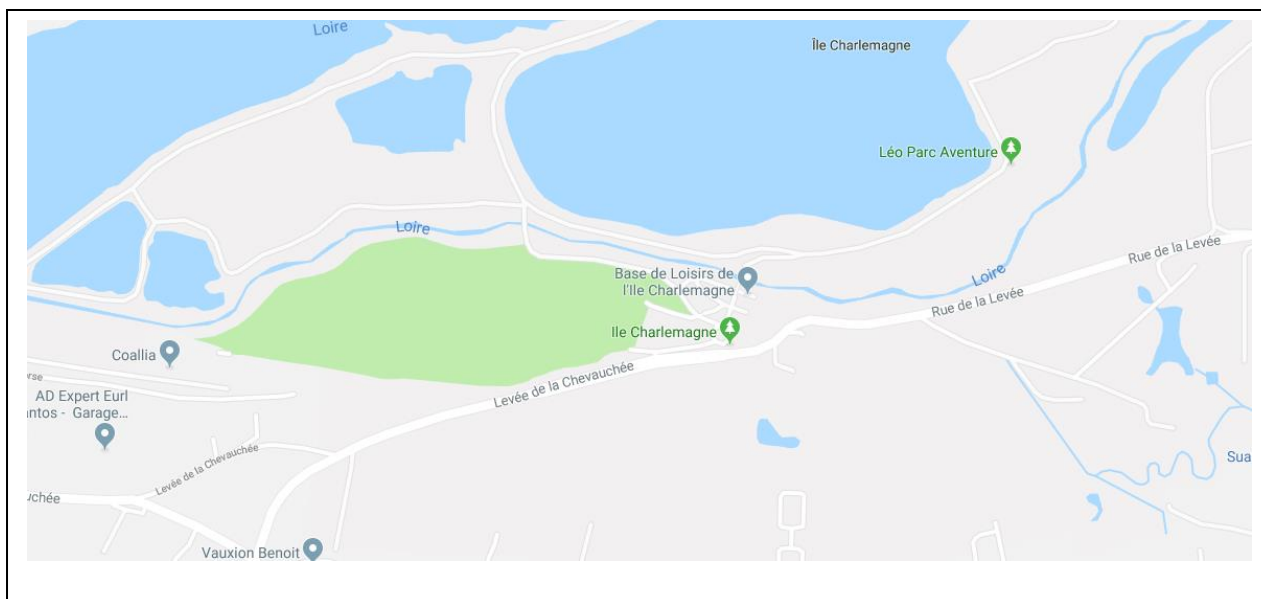 Loire
Île Charlemagne
Léo Parc Aventure
Loire
Rue de la Levée
Base de Loisirs de
l'Ile Charlemagne
Loire
Rue de la Levée
Ile Charlemagne
Coallia
Levée de la Chevauchée
orse
AD Expert Eurl
antos - Garage...
Levée de la Chevauchée
Sua
uchée
Vauxion Benoit